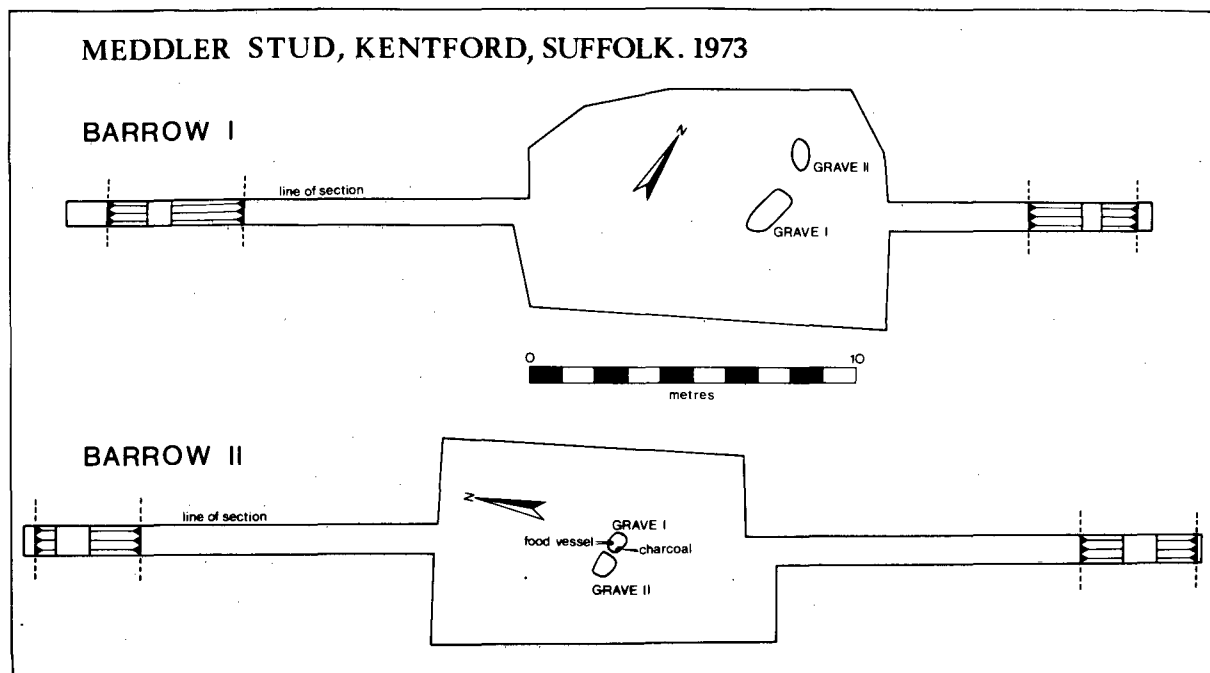 MEDDLER STUD, KENTFORD, SUFFOLK. 1973
BARROW I
N
GRAVE II
line of section
GRAVE I
0 10
metres
BARROW II
line of section
N
GRAVE I
food vessel
charcoal
GRAVE II